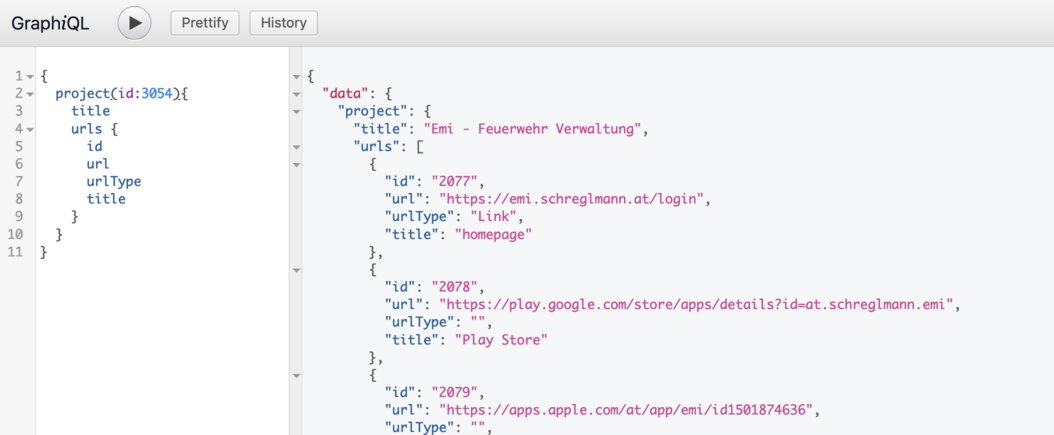 GraphiQL Prettify History
1 {
2 project(id:3054){
3 title
4 urls {
5 id
6 url
7 urlType
8 title
9 }
10 }
11 }
{
"data": {
"project": {
"title": "Emi - Feuerwehr Verwaltung",
"urls": [
{
"id": "2077",
"url": "https://emi.schreglmann.at/login",
"urlType": "Link",
"title": "homepage"
},
{
"id": "2078",
"url": "https://play.google.com/store/apps/details?id=at.schreglmann.emi",
"urlType": "",
"title": "Play Store"
},
{
"id": "2079",
"url": "https://apps.apple.com/at/app/emi/id1501874636",
"urlType": "",